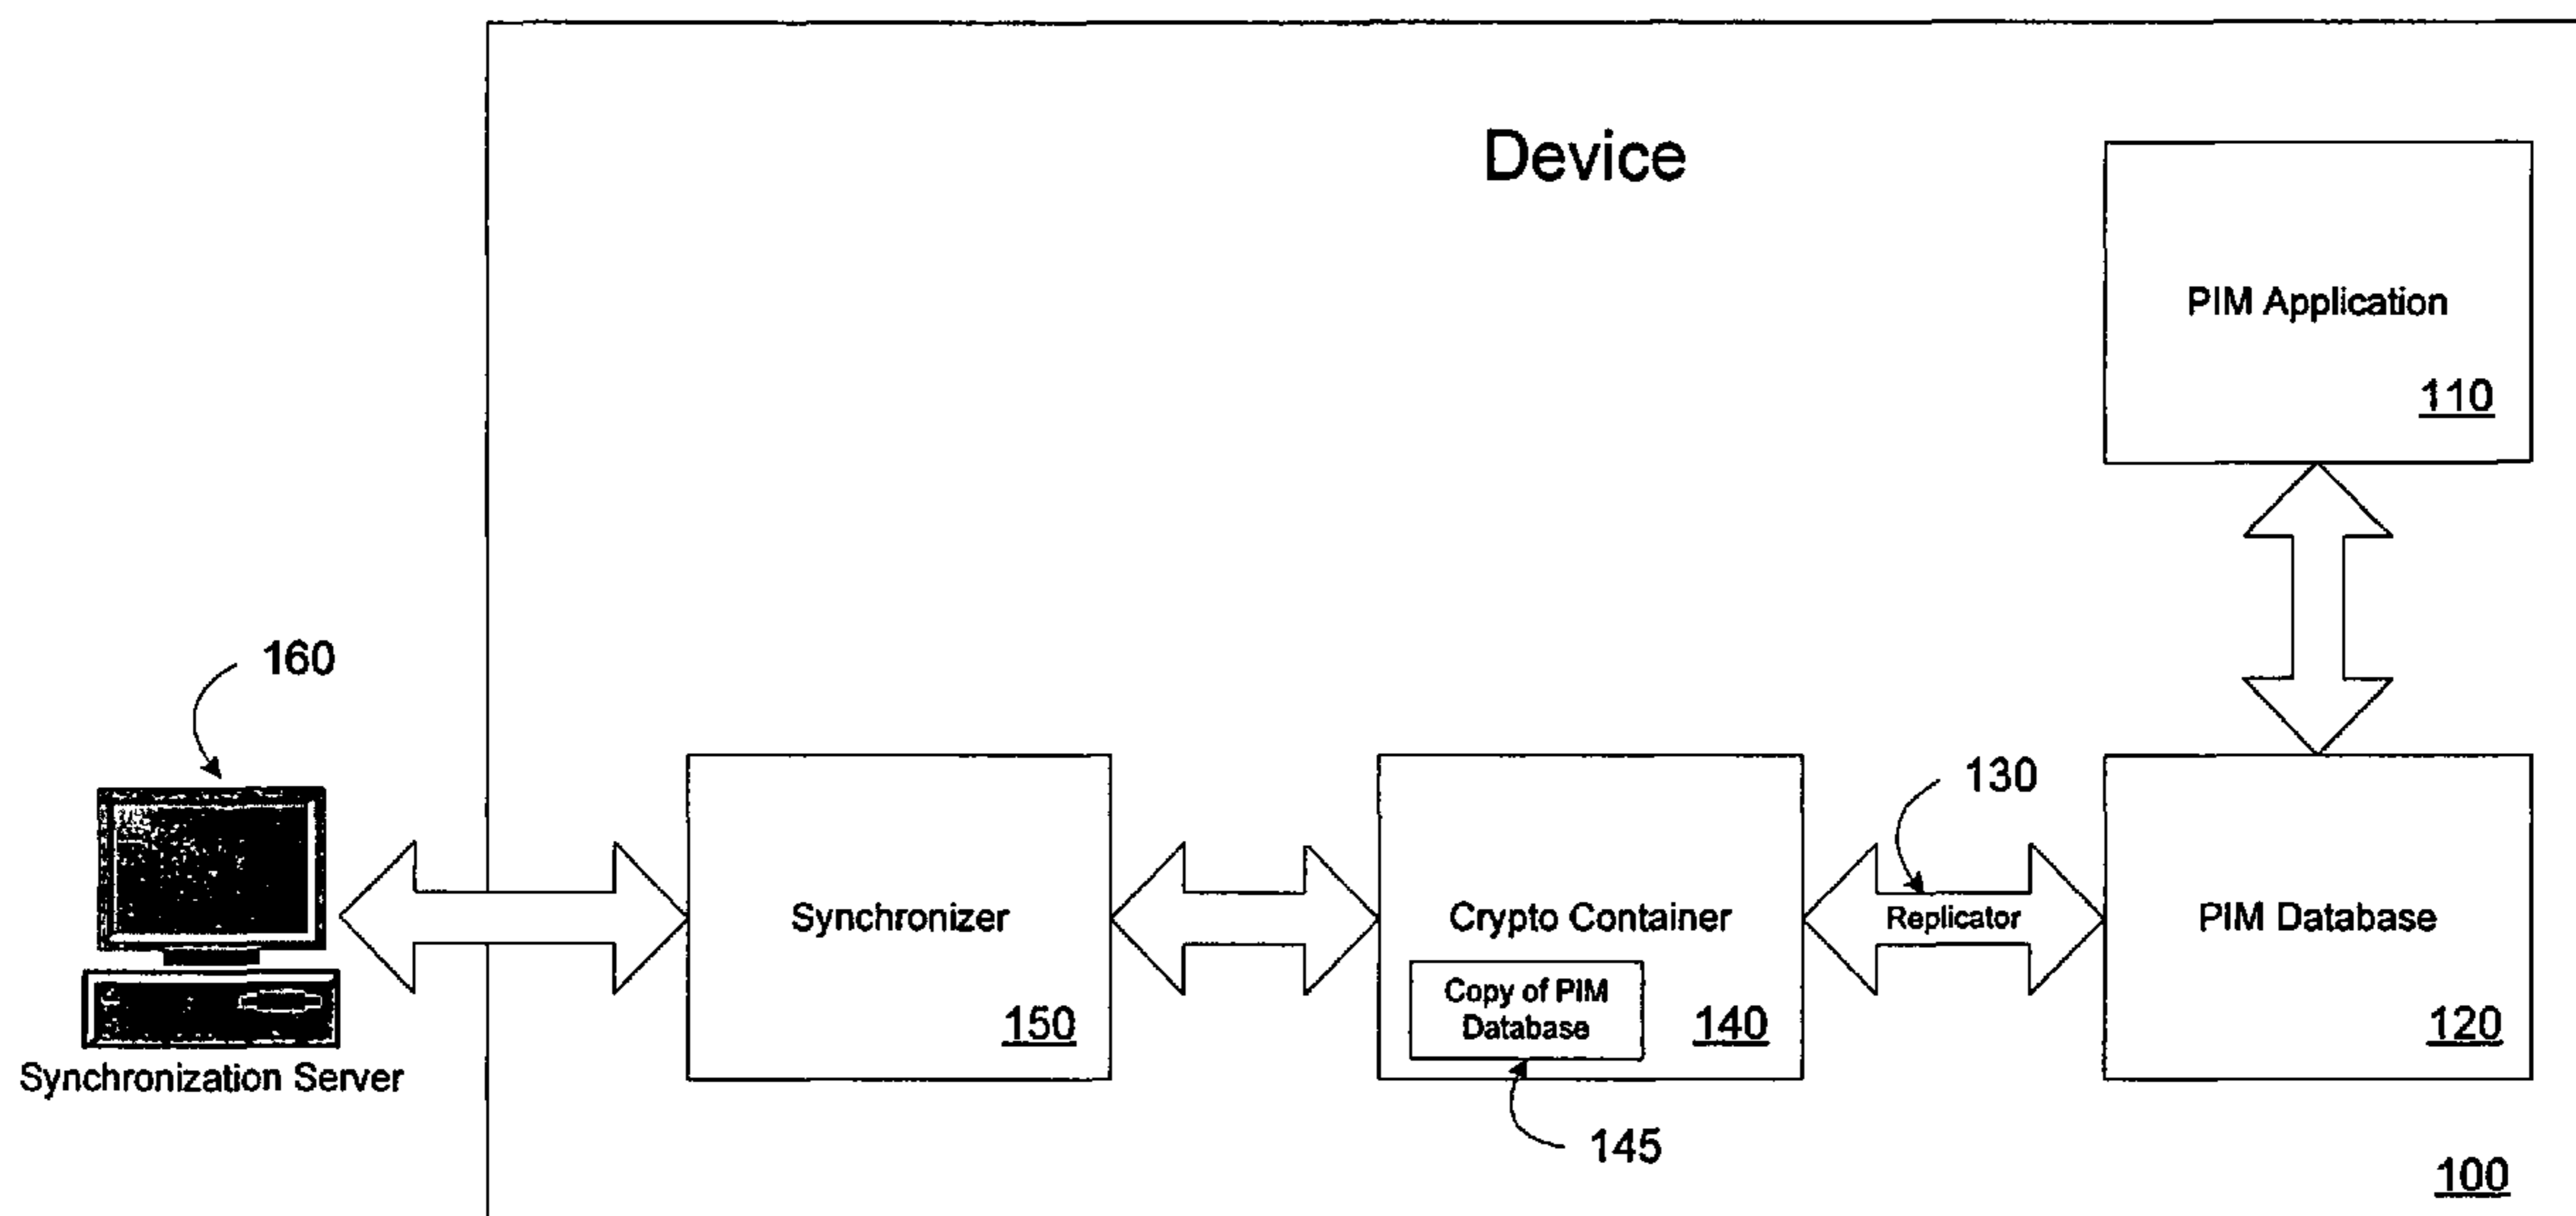 Device
PIM Application
110
160
130
Synchronizer
150
Crypto Container
Copy of PIM
Database
140
145
Replicator
PIM Database
120
Synchronization Server
100